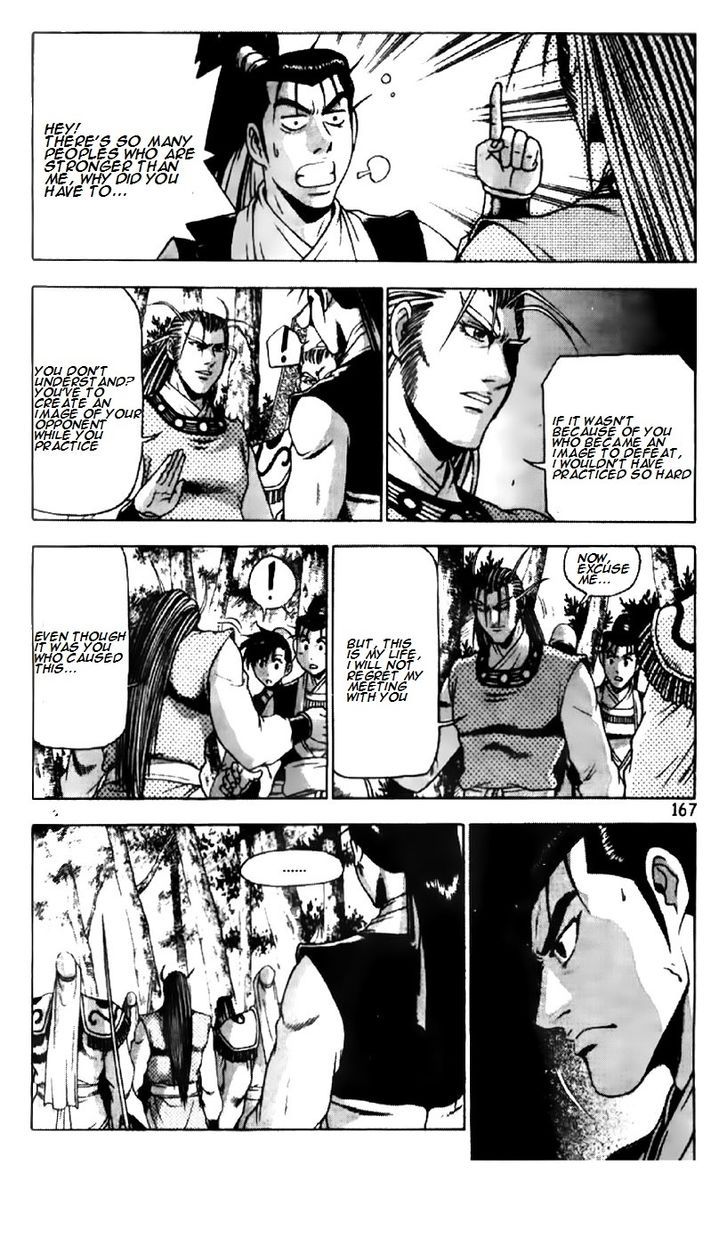 HEY!
THERE'S SO MANY
PEOPLES WHO ARE
STRONGER THAN
ME, WHY DID YOU
HAVE TO...
YOU DON'T
UNDERSTAND?
YOU'VE TO
CREATE AN
IMAGE OF YOUR
OPPONENT
WHILE YOU
PRACTICE
!
IF IT WASN'T
BECAUSE OF YOU
WHO BECAME AN
IMAGE TO DEFEAT,
I WOULDN'T HAVE
PRACTICED SO HARD
EVEN THOUGH
IT WAS YOU
WHO CAUSED
THIS...
!
BUT, THIS
IS MY LIFE,
I WILL NOT
REGRET MY
MEETING
WITH YOU
NOW,
EXCUSE
ME...
167
......